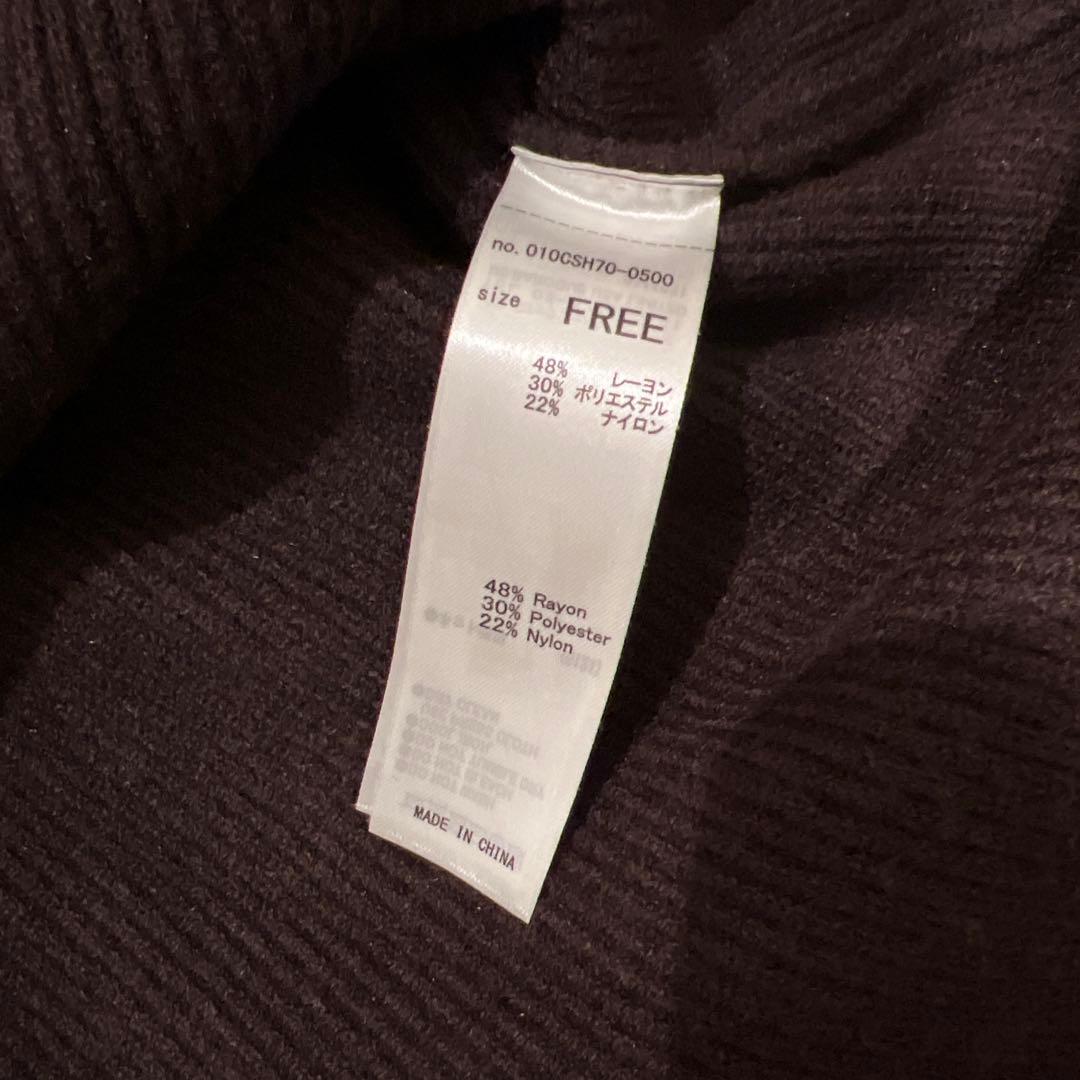 no. 010CSH70-0500
size FREE
48% レーヨン
30% ポリエステル
22% ナイロン
48% Rayon
30% Polyester
22% Nylon
MADE IN CHINA